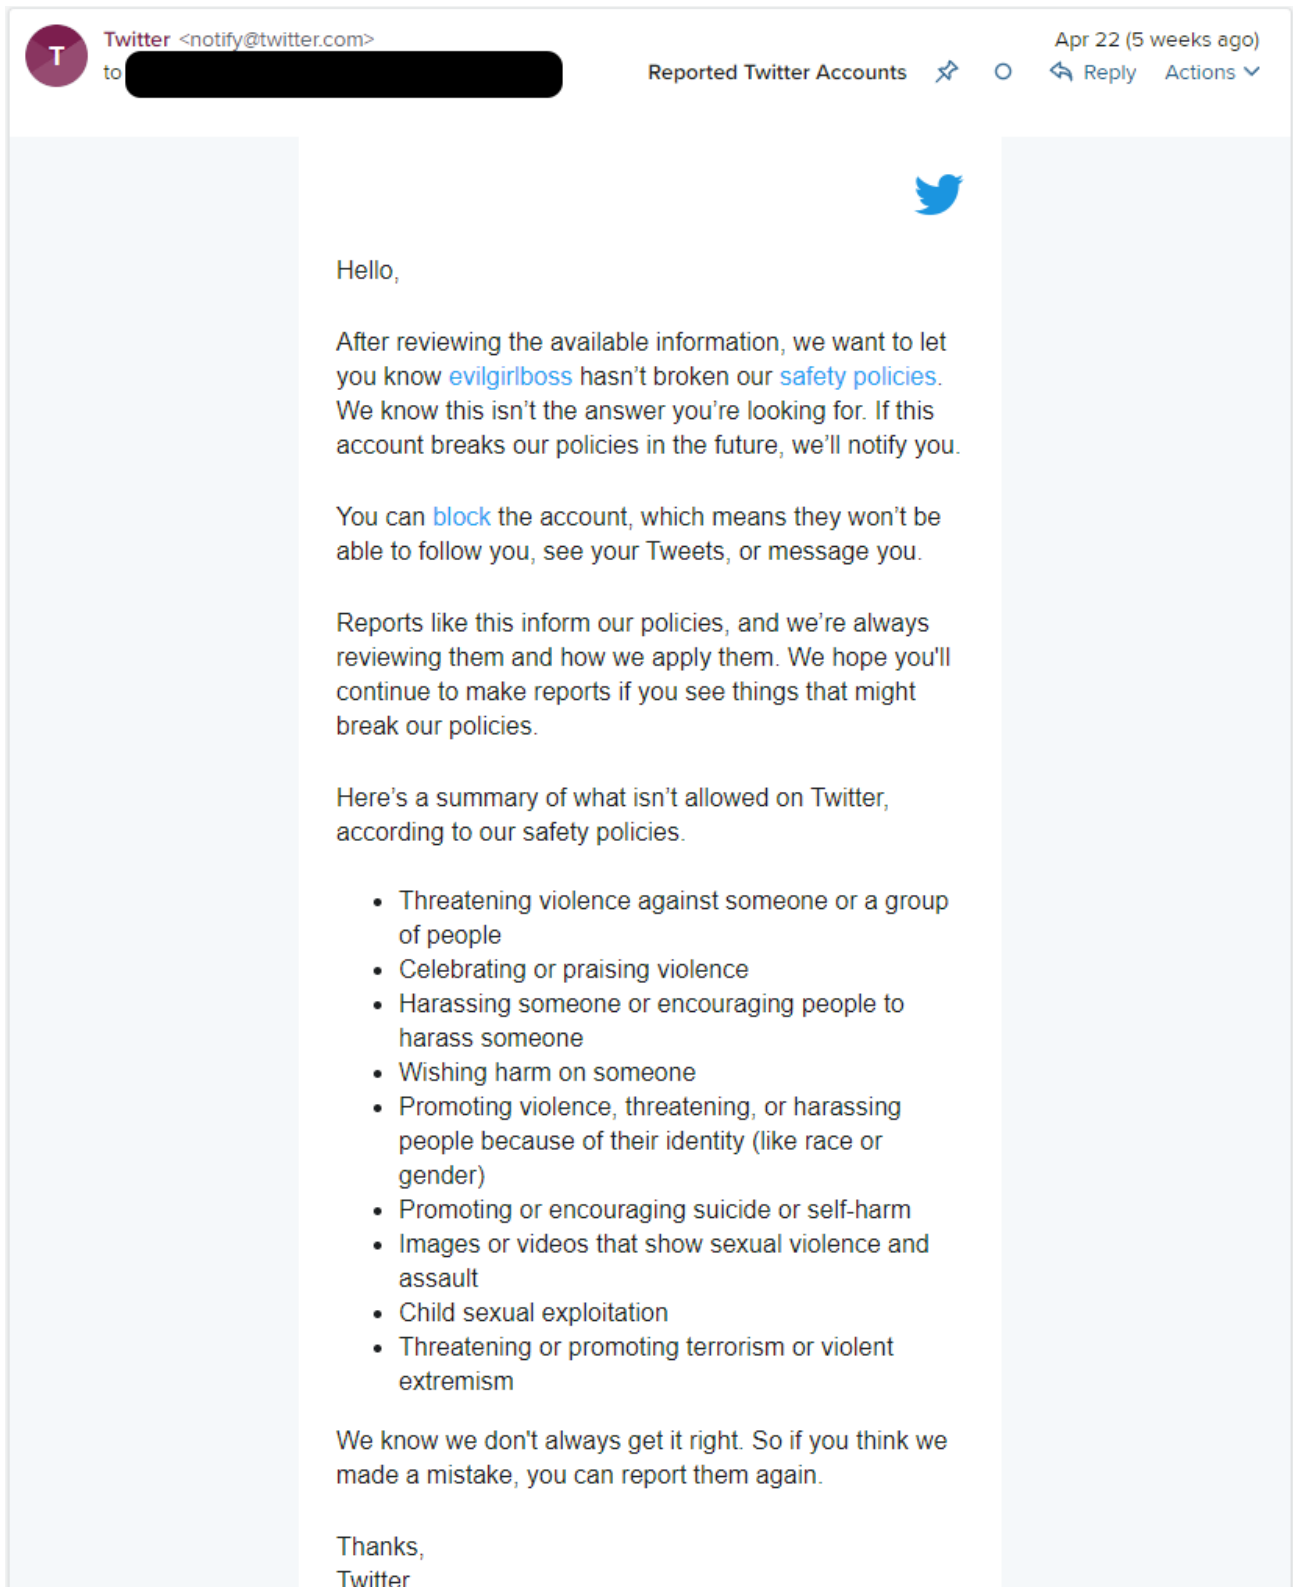 T
Twitter <notify@twitter.com>
Apr 22 (5 weeks ago)
to
Reported Twitter Accounts
Reply
Actions
Hello,
After reviewing the available information, we want to let
you know evilgirlboss hasn’t broken our safety policies.
We know this isn’t the answer you’re looking for. If this
account breaks our policies in the future, we’ll notify you.
You can block the account, which means they won’t be
able to follow you, see your Tweets, or message you.
Reports like this inform our policies, and we’re always
reviewing them and how we apply them. We hope you'll
continue to make reports if you see things that might
break our policies.
Here’s a summary of what isn’t allowed on Twitter,
according to our safety policies.
• Threatening violence against someone or a group
of people
• Celebrating or praising violence
• Harassing someone or encouraging people to
harass someone
• Wishing harm on someone
• Promoting violence, threatening, or harassing
people because of their identity (like race or
gender)
• Promoting or encouraging suicide or self-harm
• Images or videos that show sexual violence and
assault
• Child sexual exploitation
• Threatening or promoting terrorism or violent
extremism
We know we don't always get it right. So if you think we
made a mistake, you can report them again.
Thanks,
Twitter